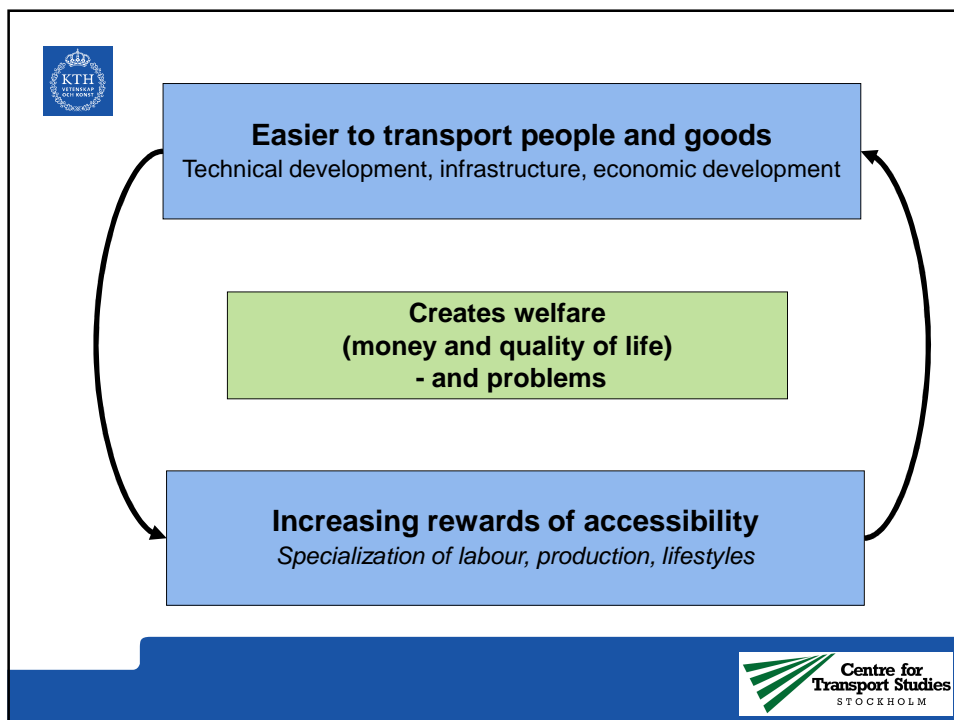 KTH
VETENSKAP
OCH KONST
Easier to transport people and goods
Technical development, infrastructure, economic development
Creates welfare
(money and quality of life)
- and problems
Increasing rewards of accessibility
Specialization of labour, production, lifestyles
Centre for
Transport Studies
STOCKHOLM